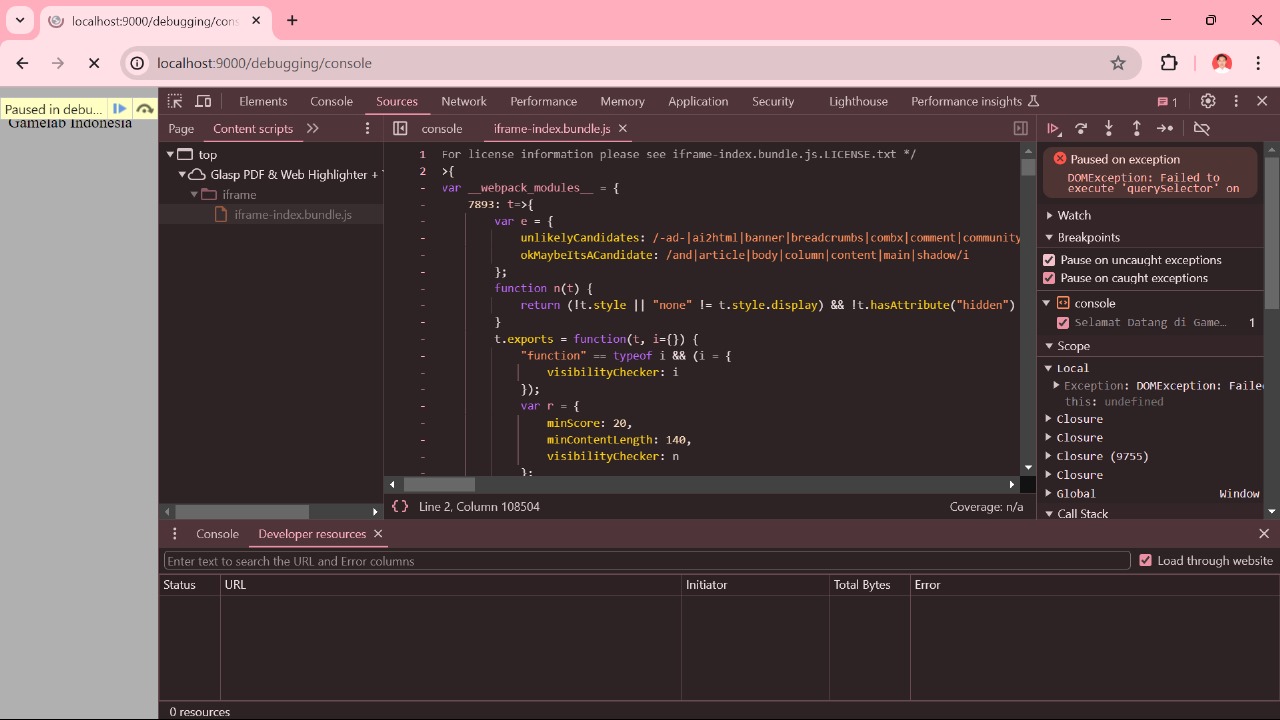 localhost:9000/debugging/cons
localhost:9000/debugging/console
Paused in debu...
Gamelab Indonesia
Elements Console Sources Network Performance Memory Application Security Lighthouse Performance insights 1
Page Content scripts
console iframe-index.bundle.js
top
Glasp PDF & Web Highlighter +
iframe
iframe-index.bundle.js
1 For license information please see iframe-index.bundle.js.LICENSE.txt */
2 >{
- var __webpack_modules__ = {
- 7893: t=>{
- var e = {
- unlikelyCandidates: /-ad-|ai2html|banner|breadcrumbs|combx|comment|community
- okMaybeItsACandidate: /and|article|body|column|content|main|shadow/i
- };
- function n(t) {
- return (!t.style || "none" != t.style.display) && !t.hasAttribute("hidden")
- }
- t.exports = function(t, i={}) {
- "function" == typeof i && (i = {
- visibilityChecker: i
- });
- var r = {
- minScore: 20,
- minContentLength: 140,
- visibilityChecker: n
- };
{} Line 2, Column 108504 Coverage: n/a
Paused on exception
DOMException: Failed to
execute 'querySelector' on
Watch
Breakpoints
Pause on uncaught exceptions
Pause on caught exceptions
console
Selamat Datang di Game… 1
Scope
Local
Exception: DOMException: Faile
this: undefined
Closure
Closure
Closure (9755)
Closure
Global Window
Call Stack
Console Developer resources
Enter text to search the URL and Error columns Load through website
Status URL Initiator Total Bytes Error
0 resources